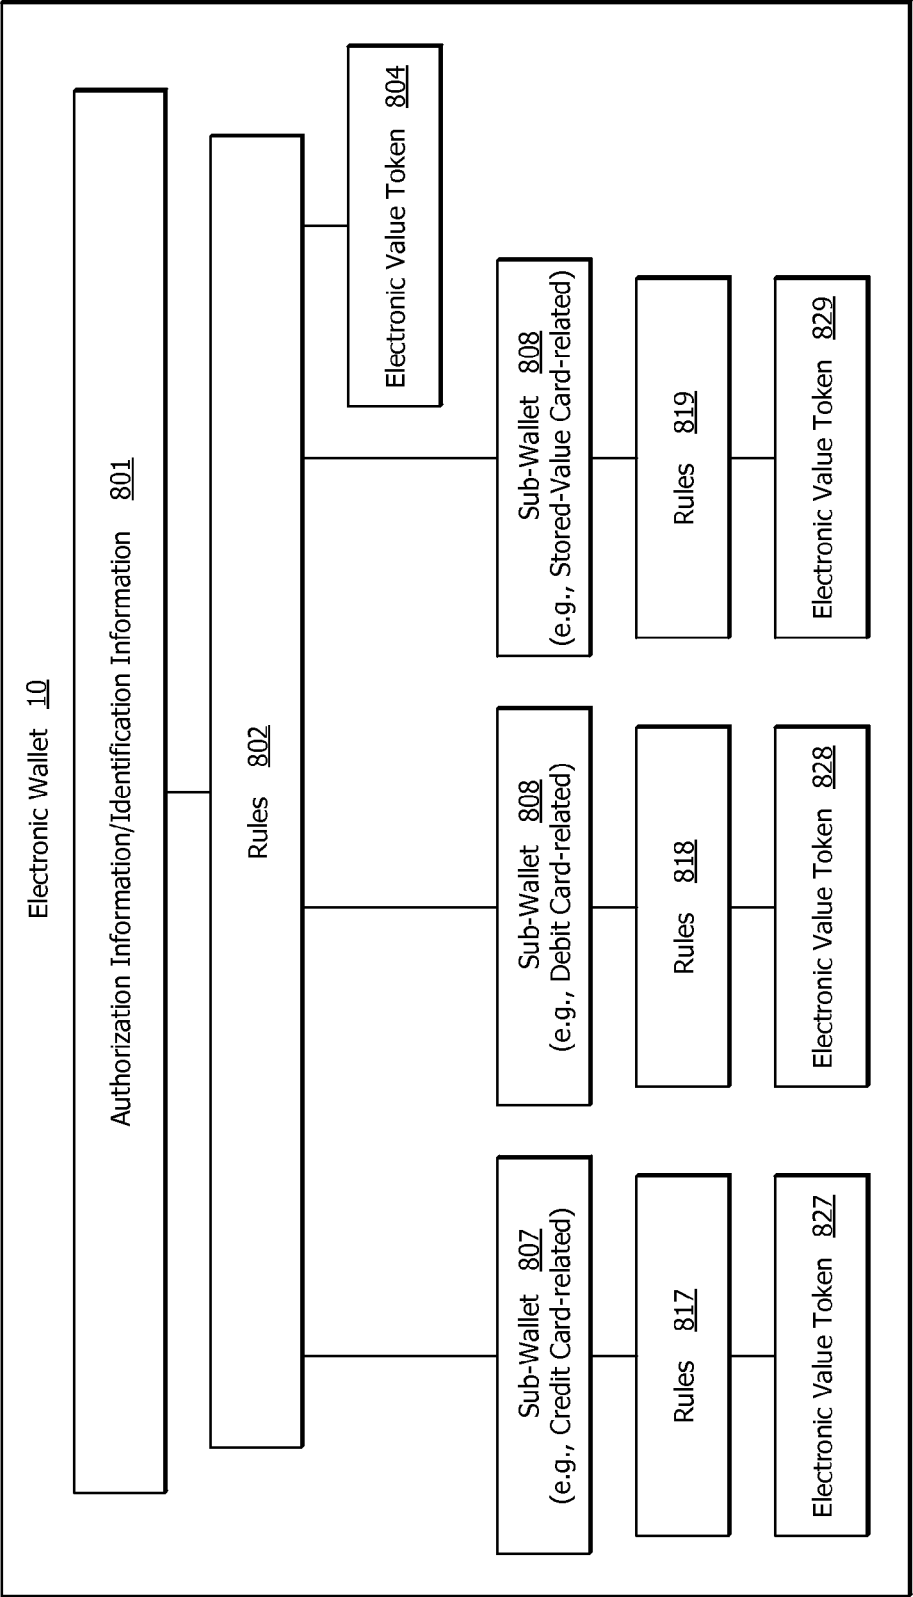 Electronic Wallet 10
Authorization Information/Identification Information 801
Rules 802
Electronic Value Token 804
Sub-Wallet 807
(e.g., Credit Card-related)
Sub-Wallet 808
(e.g., Debit Card-related)
Sub-Wallet 808
(e.g., Stored-Value Card-related)
Rules 817
Rules 818
Rules 819
Electronic Value Token 827
Electronic Value Token 828
Electronic Value Token 829